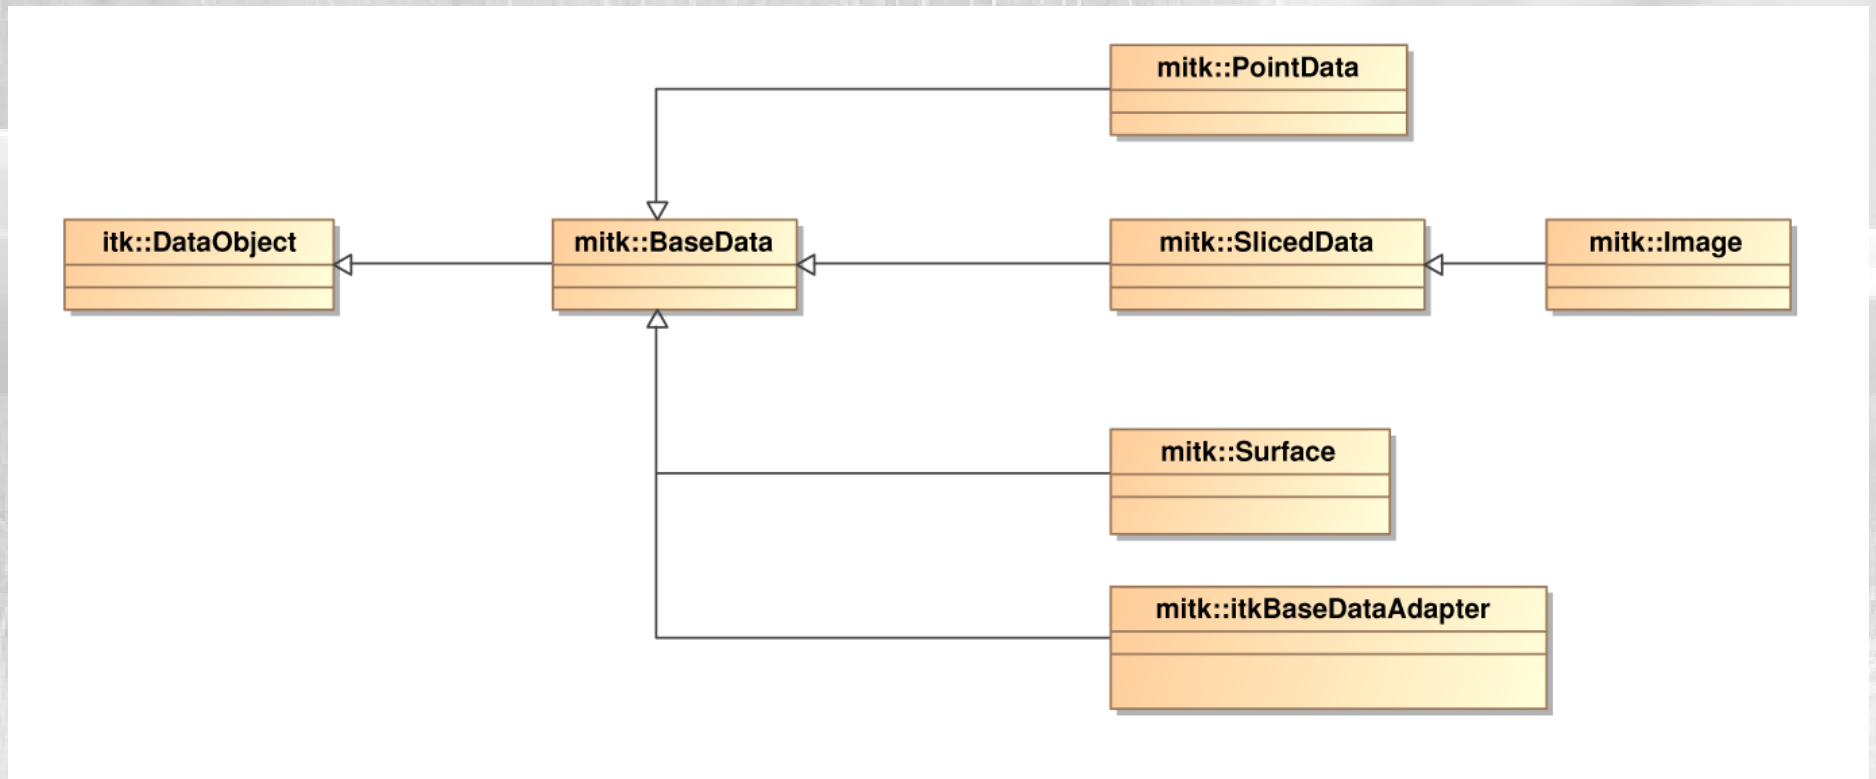 mitk::PointData
itk::DataObject
mitk::BaseData
mitk::SlicedData
mitk::Image
mitk::Surface
mitk::itkBaseDataAdapter